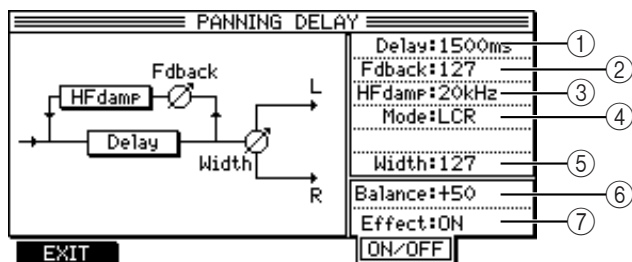 PANNING DELAY
Fdback
HFdamp
Delay
Width
L
R
Delay:1500ms ①
Fdback:127 ②
HFdamp:20kHz ③
Mode:LCR ④
Width:127 ⑤
Balance:+50 ⑥
Effect:ON ⑦
EXIT
ON/OFF